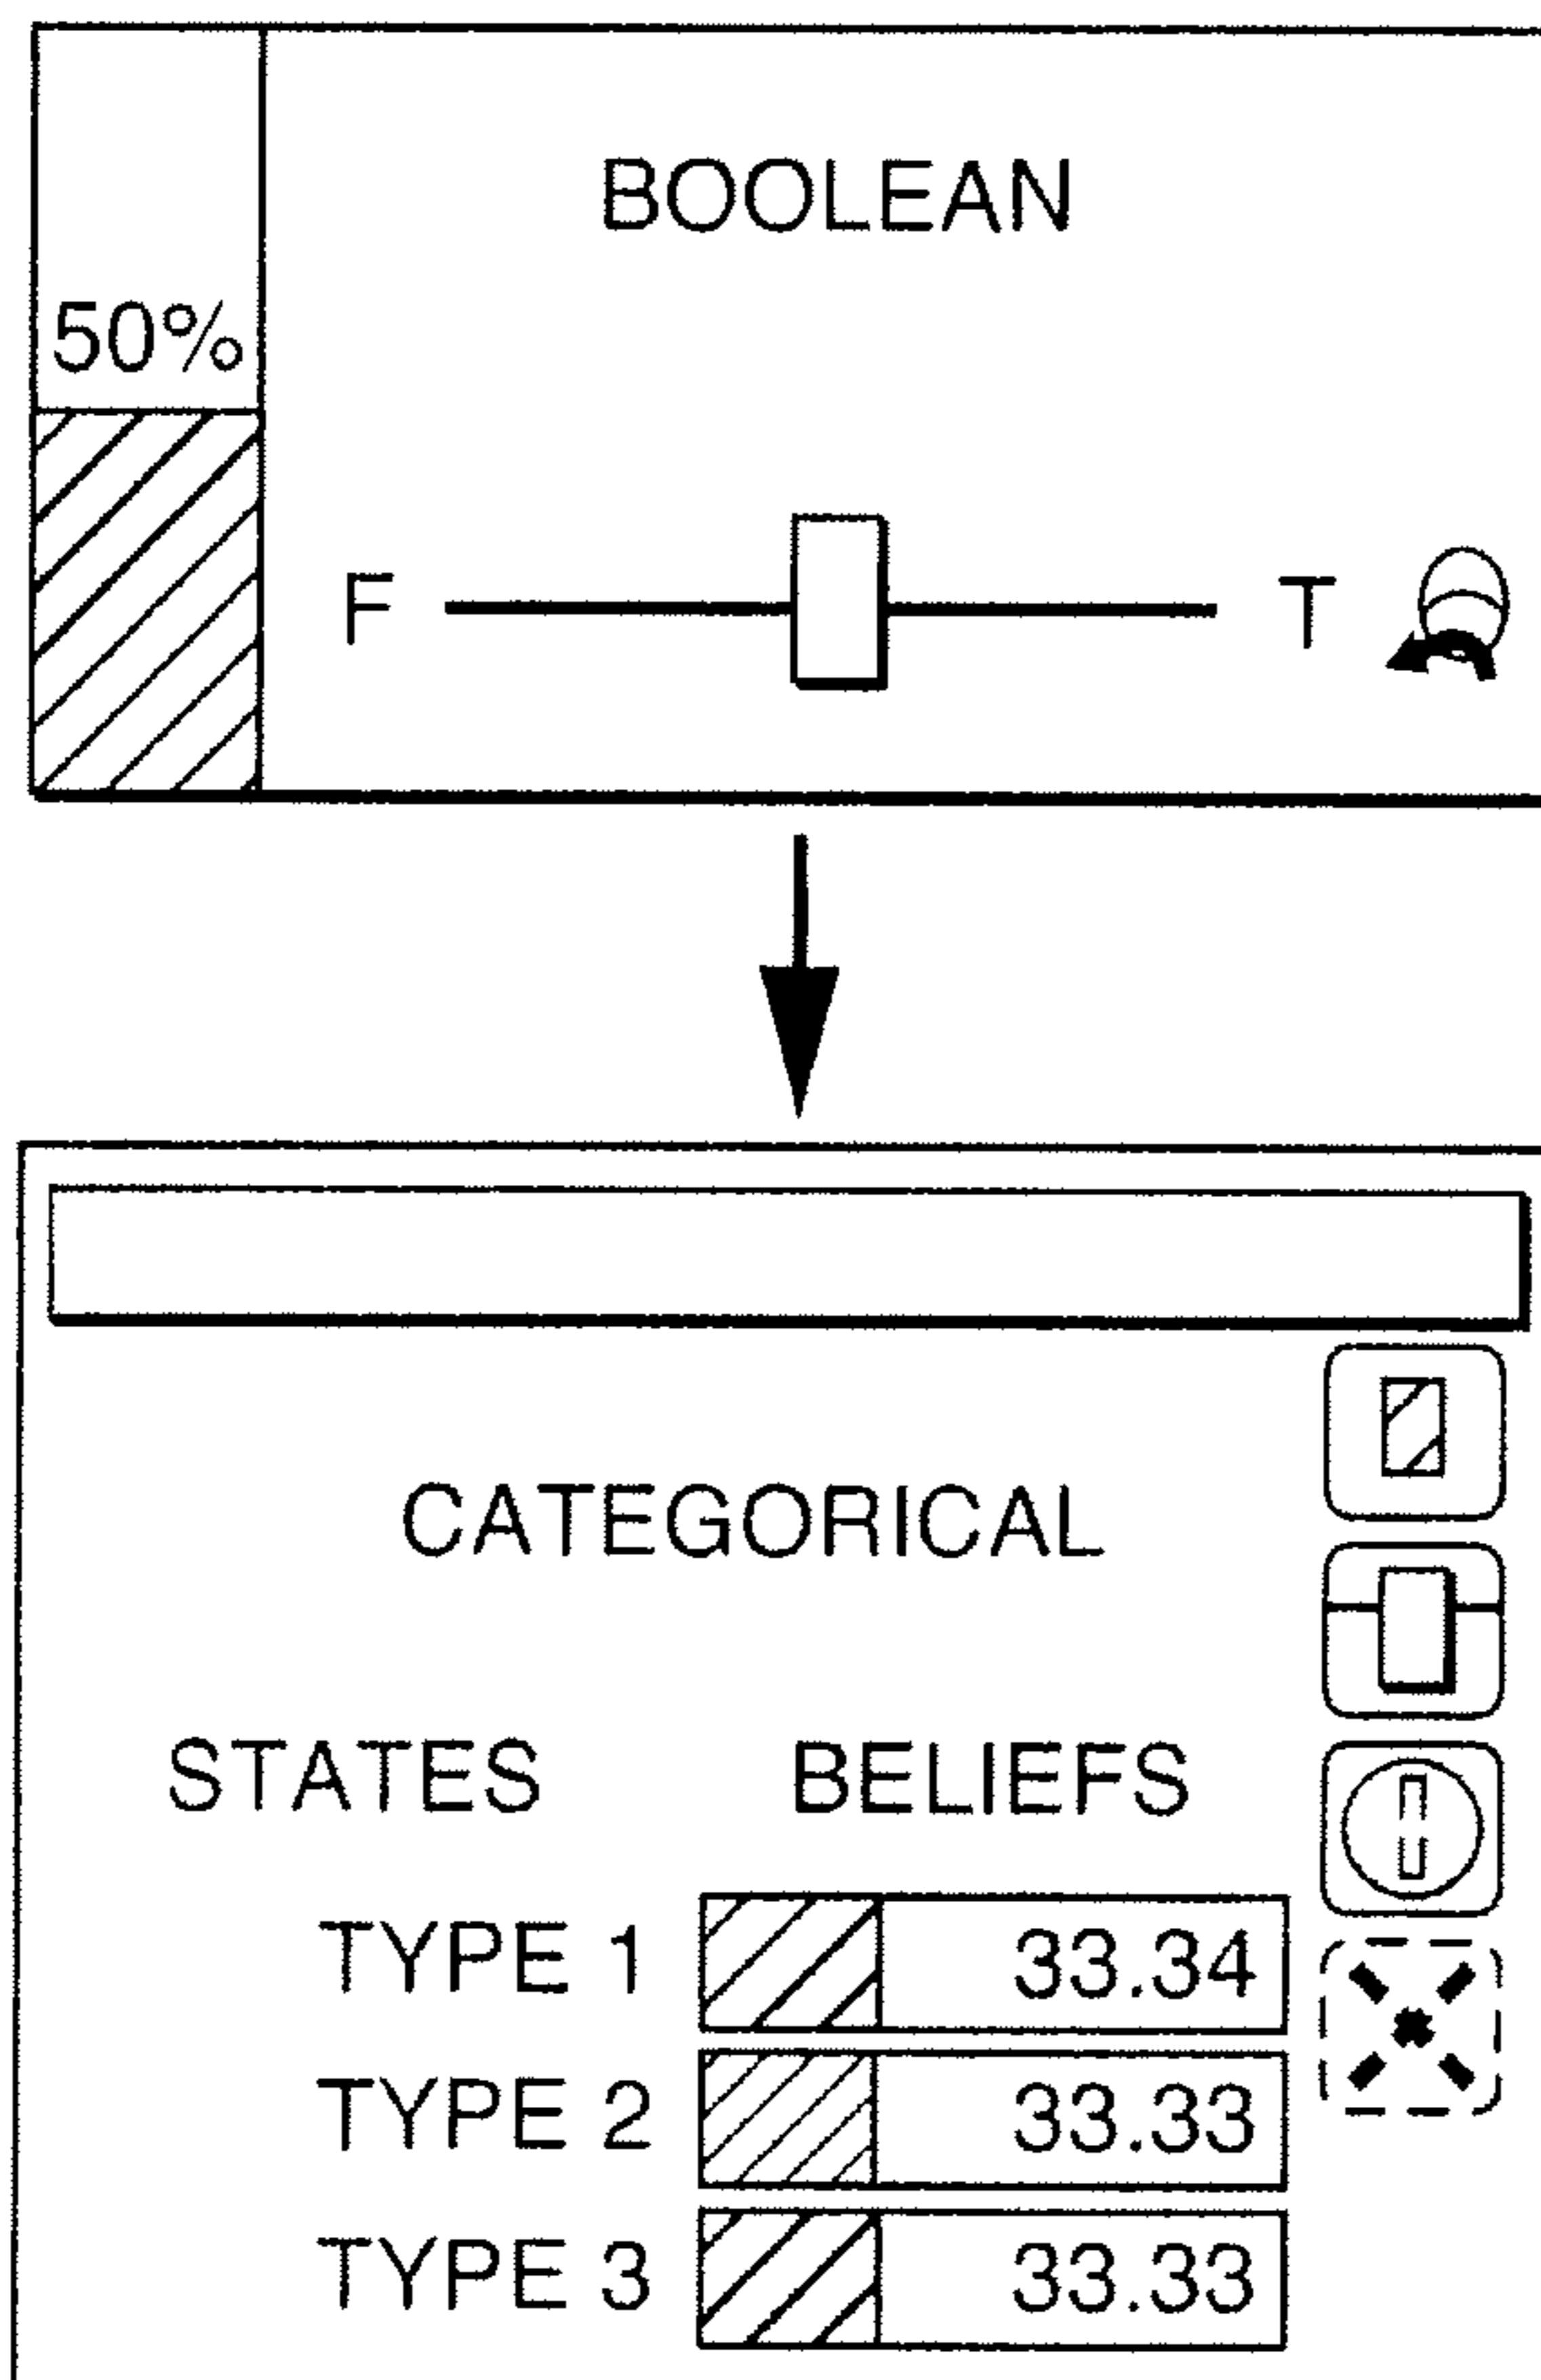 BOOLEAN
50%
F T
CATEGORICAL
STATES BELIEFS
TYPE 1 33.34
TYPE 2 33.33
TYPE 3 33.33